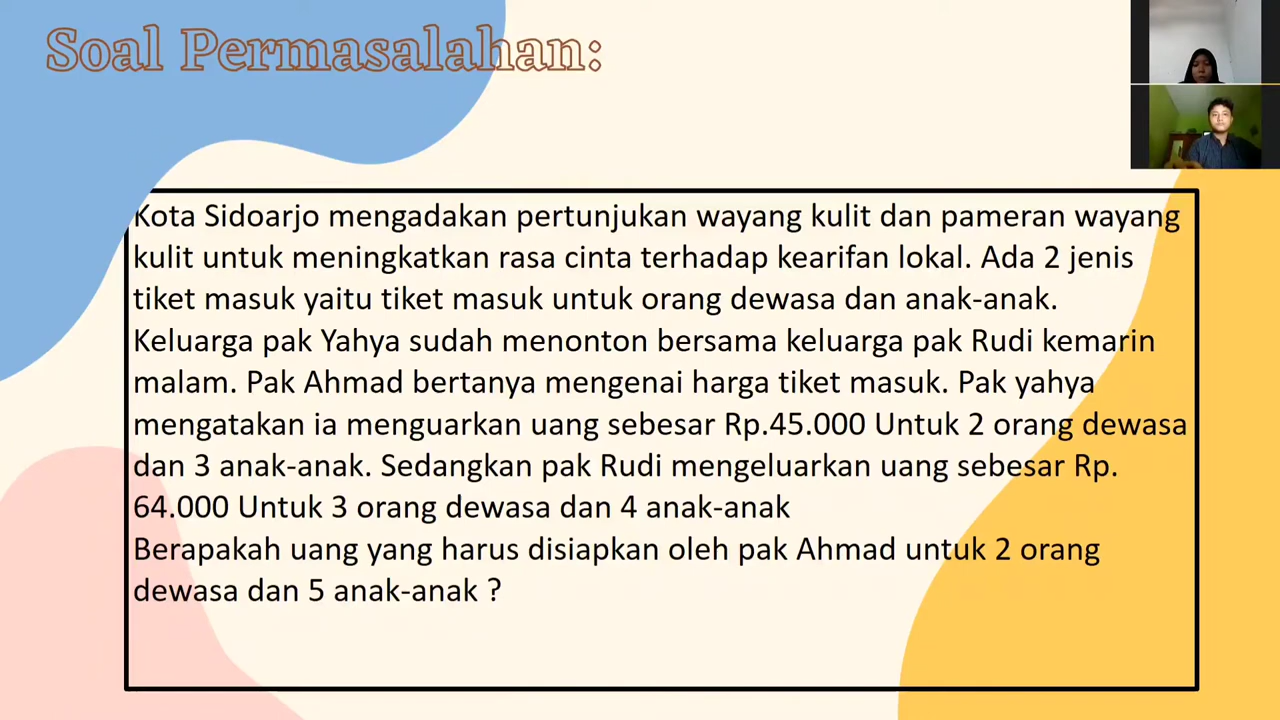 Soal Permasalahan:
Kota Sidoarjo mengadakan pertunjukan wayang kulit dan pameran wayang
kulit untuk meningkatkan rasa cinta terhadap kearifan lokal. Ada 2 jenis
tiket masuk yaitu tiket masuk untuk orang dewasa dan anak-anak.
Keluarga pak Yahya sudah menonton bersama keluarga pak Rudi kemarin
malam. Pak Ahmad bertanya mengenai harga tiket masuk. Pak yahya
mengatakan ia menguarkan uang sebesar Rp.45.000 Untuk 2 orang dewasa
dan 3 anak-anak. Sedangkan pak Rudi mengeluarkan uang sebesar Rp.
64.000 Untuk 3 orang dewasa dan 4 anak-anak
Berapakah uang yang harus disiapkan oleh pak Ahmad untuk 2 orang
dewasa dan 5 anak-anak ?